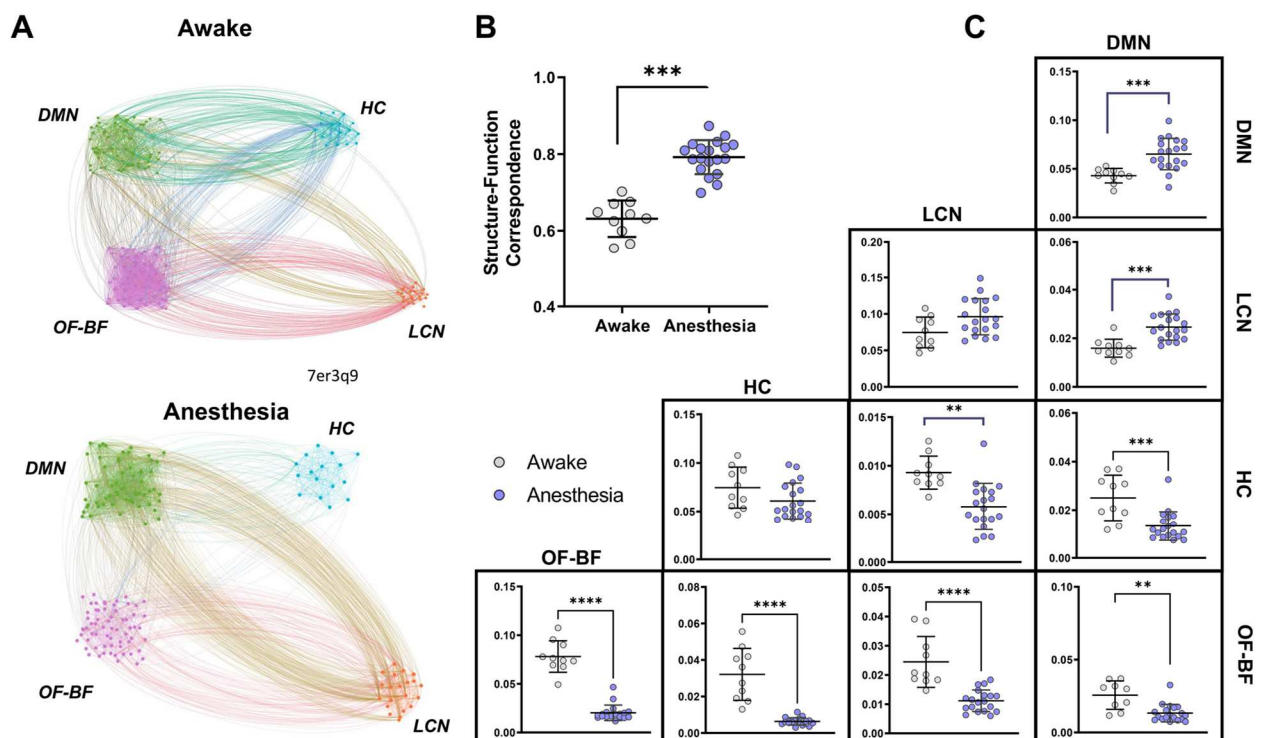 A
Awake
DMN
HC
OF-BF
LCN
7er3q9
Anesthesia
HC
DMN
OF-BF
LCN
B
Structure-Function
Correspondence
1.0
0.8
0.6
0.4
***
Awake
Anesthesia
Awake
Anesthesia
C
DMN
0.15
0.10
0.05
0.00
***
DMN
LCN
0.20
0.15
0.10
0.05
0.00
0.06
0.04
0.02
0.00
***
LCN
HC
0.15
0.10
0.05
0.00
0.015
0.010
0.005
0.000
**
0.06
0.04
0.02
0.00
***
HC
OF-BF
0.15
0.10
0.05
0.00
****
0.08
0.06
0.04
0.02
0.00
****
0.05
0.04
0.03
0.02
0.01
0.00
****
0.10
0.05
0.00
**
OF-BF